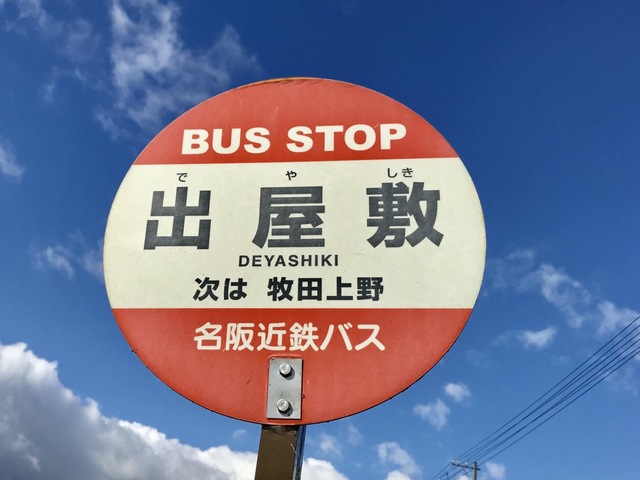 BUS STOP
で や しき
出屋敷
DEYASHIKI
次は 牧田上野
名阪近鉄バス